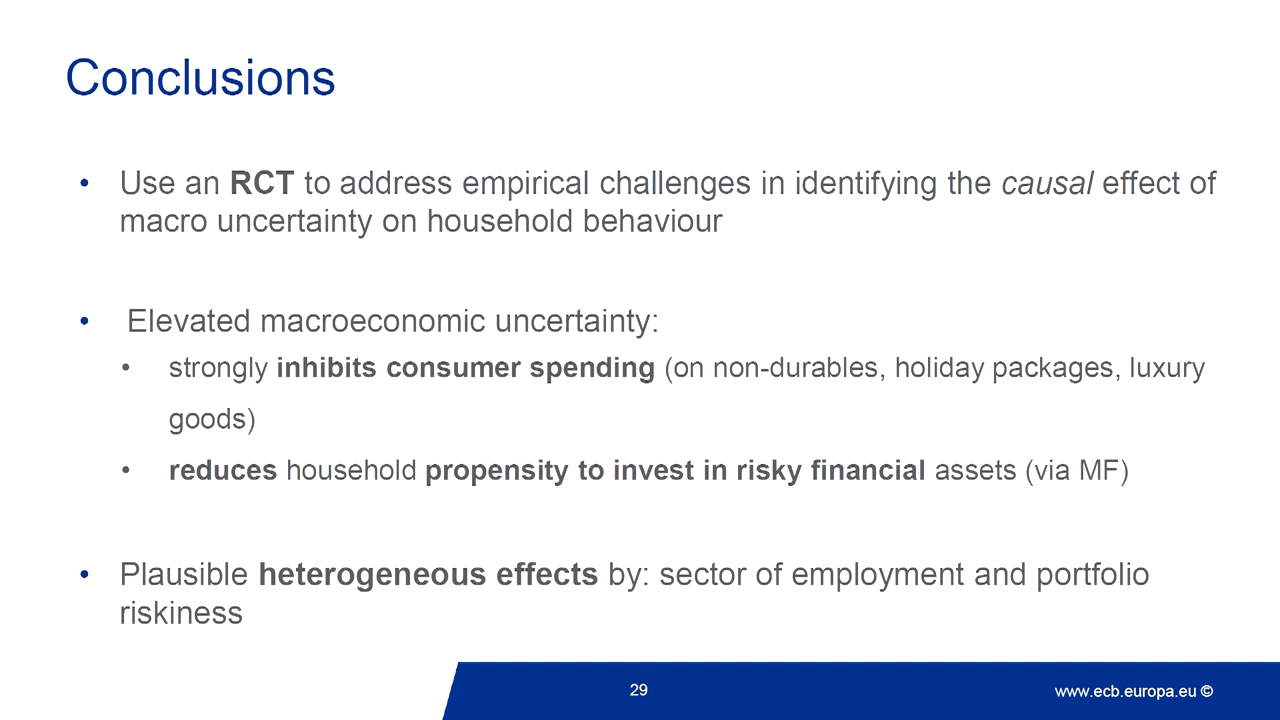 Conclusions
• Use an RCT to address empirical challenges in identifying the causal effect of
macro uncertainty on household behaviour
• Elevated macroeconomic uncertainty:
• strongly inhibits consumer spending (on non-durables, holiday packages, luxury
goods)
• reduces household propensity to invest in risky financial assets (via MF)
• Plausible heterogeneous effects by: sector of employment and portfolio
riskiness
29
www.ecb.europa.eu ©